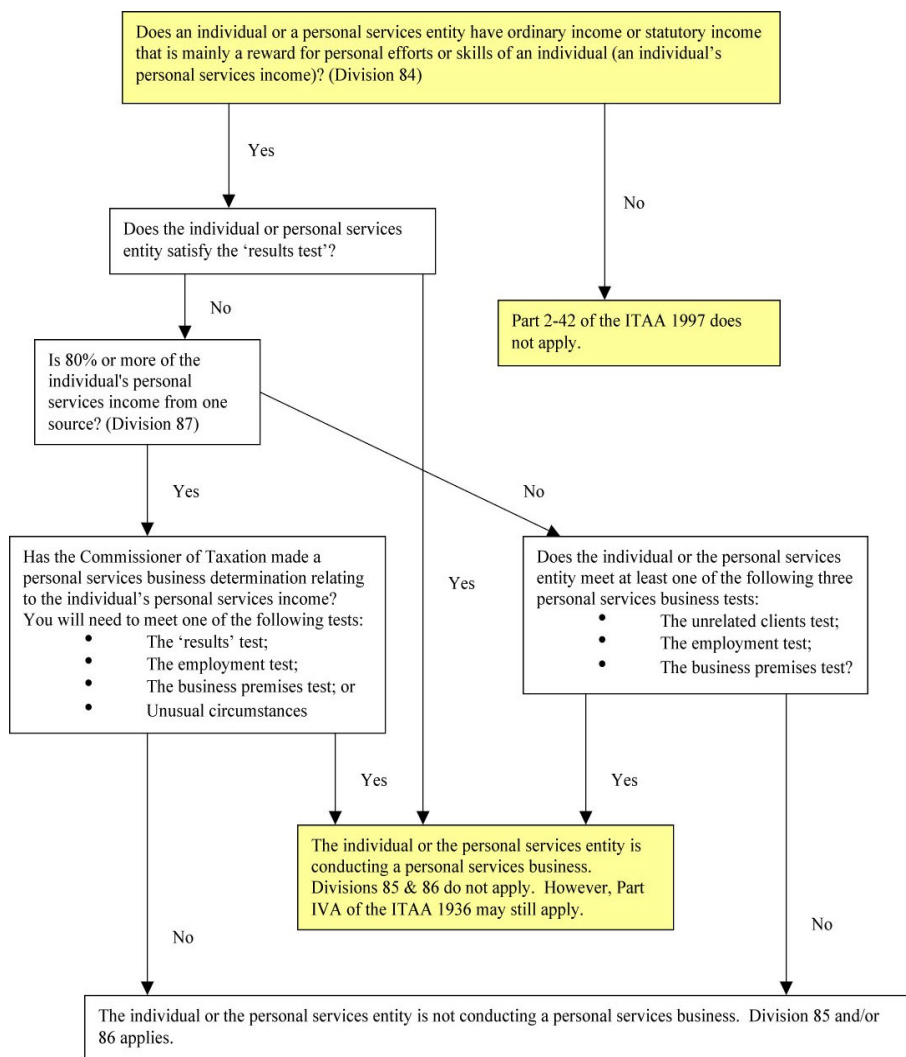 Does an individual or a personal services entity have ordinary income or statutory income
that is mainly a reward for personal efforts or skills of an individual (an individual's
personal services income)? (Division 84)
Yes
No
Does the individual or personal services
entity satisfy the ‘results test’?
No
Part 2-42 of the ITAA 1997 does
not apply.
Is 80% or more of the
individual's personal
services income from one
source? (Division 87)
Yes
No
Has the Commissioner of Taxation made a
personal services business determination relating
to the individual’s personal services income?
You will need to meet one of the following tests:
• The ‘results’ test;
• The employment test;
• The business premises test; or
• Unusual circumstances
Yes
Does the individual or the personal services
entity meet at least one of the following three
personal services business tests:
• The unrelated clients test;
• The employment test;
• The business premises test?
Yes
Yes
The individual or the personal services entity is
conducting a personal services business.
Divisions 85 & 86 do not apply. However, Part
IVA of the ITAA 1936 may still apply.
No
No
The individual or the personal services entity is not conducting a personal services business. Division 85 and/or
86 applies.